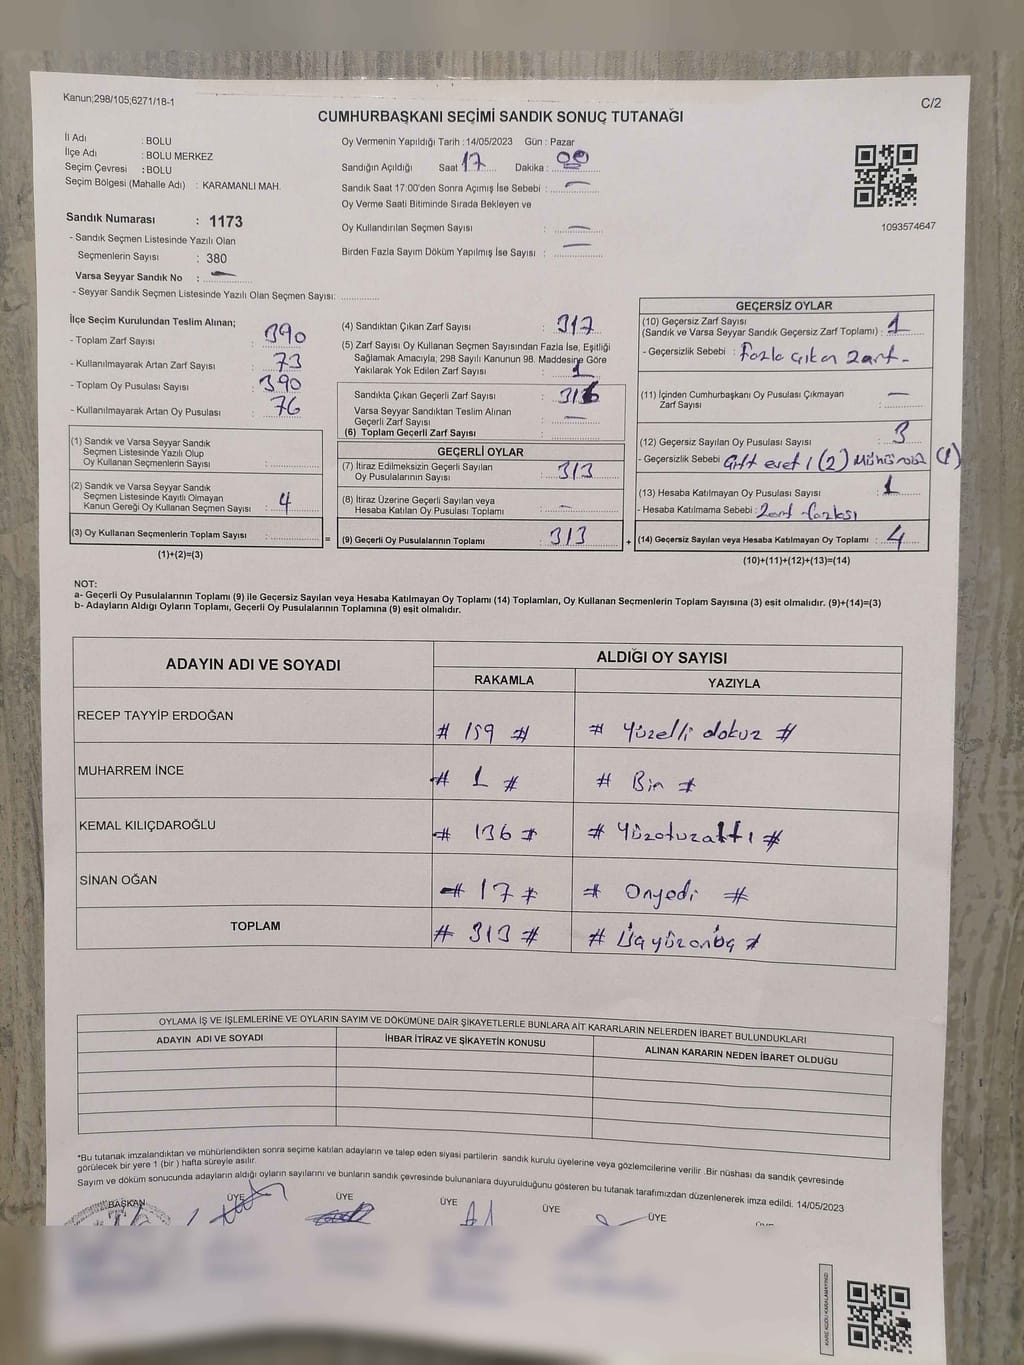 Kanun;298/105;6271/18-1
C/2
CUMHURBAŞKANI SEÇİMİ SANDIK SONUÇ TUTANAĞI
İl Adı : BOLU
İlçe Adı : BOLU MERKEZ
Seçim Çevresi : BOLU
Seçim Bölgesi (Mahalle Adı) : KARAMANLI MAH.
Sandık Numarası : 1173
- Sandık Seçmen Listesinde Yazılı Olan
Seçmenlerin Sayısı : 380
Varsa Seyyar Sandık No : —
- Seyyar Sandık Seçmen Listesinde Yazılı Olan Seçmen Sayısı: ............
Oy Vermenin Yapıldığı Tarih : 14/05/2023 Gün : Pazar
Sandığın Açıldığı Saat 17 Dakika : 00
Sandık Saat 17:00'den Sonra Açımış İse Sebebi : —
Oy Verme Saati Bitiminde Sırada Bekleyen ve
Oy Kullandırılan Seçmen Sayısı : —
Birden Fazla Sayım Döküm Yapılmış İse Sayısı : —
1093574647
İlçe Seçim Kurulundan Teslim Alınan;
- Toplam Zarf Sayısı : 390
- Kullanılmayarak Artan Zarf Sayısı : 73
- Toplam Oy Pusulası Sayısı : 390
- Kullanılmayarak Artan Oy Pusulası : 76
(1) Sandık ve Varsa Seyyar Sandık
Seçmen Listesinde Yazılı Olup
Oy Kullanan Seçmenlerin Sayısı :
(2) Sandık ve Varsa Seyyar Sandık
Seçmen Listesinde Kayıtlı Olmayan
Kanun Gereği Oy Kullanan Seçmen Sayısı : 4
(3) Oy Kullanan Seçmenlerin Toplam Sayısı : =
(1)+(2)=(3)
(4) Sandıktan Çıkan Zarf Sayısı : 317
(5) Zarf Sayısı Oy Kullanan Seçmen Sayısından Fazla İse, Eşitliği
Sağlamak Amacıyla; 298 Sayılı Kanunun 98. Maddesine Göre
Yakılarak Yok Edilen Zarf Sayısı : 1
Sandıkta Çıkan Geçerli Zarf Sayısı : 316
Varsa Seyyar Sandıktan Teslim Alınan
Geçerli Zarf Sayısı : —
(6) Toplam Geçerli Zarf Sayısı :
GEÇERLİ OYLAR
(7) İtiraz Edilmeksizin Geçerli Sayılan
Oy Pusulalarının Sayısı : 313
(8) İtiraz Üzerine Geçerli Sayılan veya
Hesaba Katılan Oy Pusulası Toplamı : —
(9) Geçerli Oy Pusulalarının Toplamı : 313 +
GEÇERSİZ OYLAR
(10) Geçersiz Zarf Sayısı
(Sandık ve Varsa Seyyar Sandık Geçersiz Zarf Toplamı) : 1
- Geçersizlik Sebebi : Fazla çıkan zarf -
(11) İçinden Cumhurbaşkanı Oy Pusulası Çıkmayan
Zarf Sayısı : —
(12) Geçersiz Sayılan Oy Pusulası Sayısı : 3
- Geçersizlik Sebebi Çift evet (2) Mühürsüz (1)
(13) Hesaba Katılmayan Oy Pusulası Sayısı : 1
- Hesaba Katılmama Sebebi : Zarf fazlası
(14) Geçersiz Sayılan veya Hesaba Katılmayan Oy Toplamı : 4
(10)+(11)+(12)+(13)=(14)
NOT:
a- Geçerli Oy Pusulalarının Toplamı (9) ile Geçersiz Sayılan veya Hesaba Katılmayan Oy Toplamı (14) Toplamları, Oy Kullanan Seçmenlerin Toplam Sayısına (3) eşit olmalıdır. (9)+(14)=(3)
b- Adayların Aldığı Oyların Toplamı, Geçerli Oy Pusulalarının Toplamına (9) eşit olmalıdır.
ADAYIN ADI VE SOYADI
ALDIĞI OY SAYISI
RAKAMLA YAZIYLA
RECEP TAYYİP ERDOĞAN # 159 # # Yüzelli dokuz #
MUHARREM İNCE # 1 # # Bir #
KEMAL KILIÇDAROĞLU # 136 # # Yüzotuzaltı #
SİNAN OĞAN # 17 # # Onyedi #
TOPLAM # 313 # # Üçyüzonüç #
OYLAMA İŞ VE İŞLEMLERİNE VE OYLARIN SAYIM VE DÖKÜMÜNE DAİR ŞİKAYETLERLE BUNLARA AİT KARARLARIN NELERDEN İBARET BULUNDUKLARI
ADAYIN ADI VE SOYADI İHBAR İTİRAZ VE ŞİKAYETİN KONUSU ALINAN KARARIN NEDEN İBARET OLDUĞU
*Bu tutanak imzalandıktan ve mühürlendikten sonra seçime katılan adayların ve talep eden siyasi partilerin sandık kurulu üyelerine veya gözlemcilerine verilir .Bir nüshası da sandık çevresinde
görülecek bir yere 1 (bir ) hafta süreyle asılır.
Sayım ve döküm sonucunda adayların aldığı oyların sayılarını ve bunların sandık çevresinde bulunanlara duyurulduğunu gösteren bu tutanak tarafımızdan düzenlenerek imza edildi. 14/05/2023
BAŞKAN ÜYE ÜYE ÜYE ÜYE ÜYE ÜYE